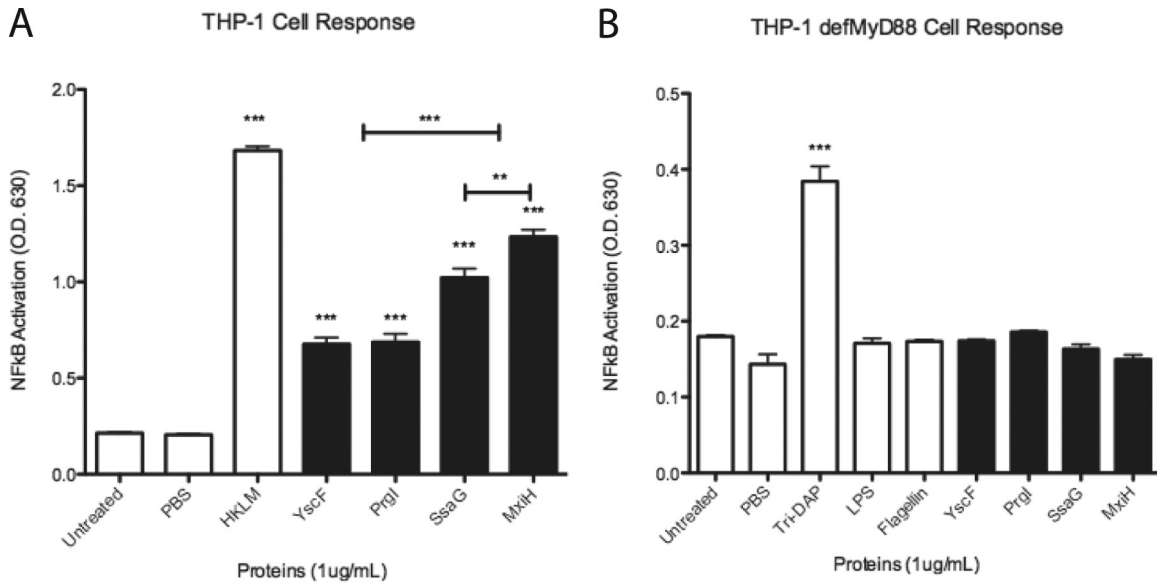 A
THP-1 Cell Response
NFkB Activation (O.D. 630)
2.0
1.5
1.0
0.5
0.0
***
***
**
***
***
***
***
Untreated
PBS
HKLM
YscF
PrgI
SsaG
MxiH
Proteins (1ug/mL)
B
THP-1 defMyD88 Cell Response
NFkB Activation (O.D. 630)
0.5
0.4
0.3
0.2
0.1
0.0
***
Untreated
PBS
Tri-DAP
LPS
Flagellin
YscF
PrgI
SsaG
MxiH
Proteins (1ug/mL)